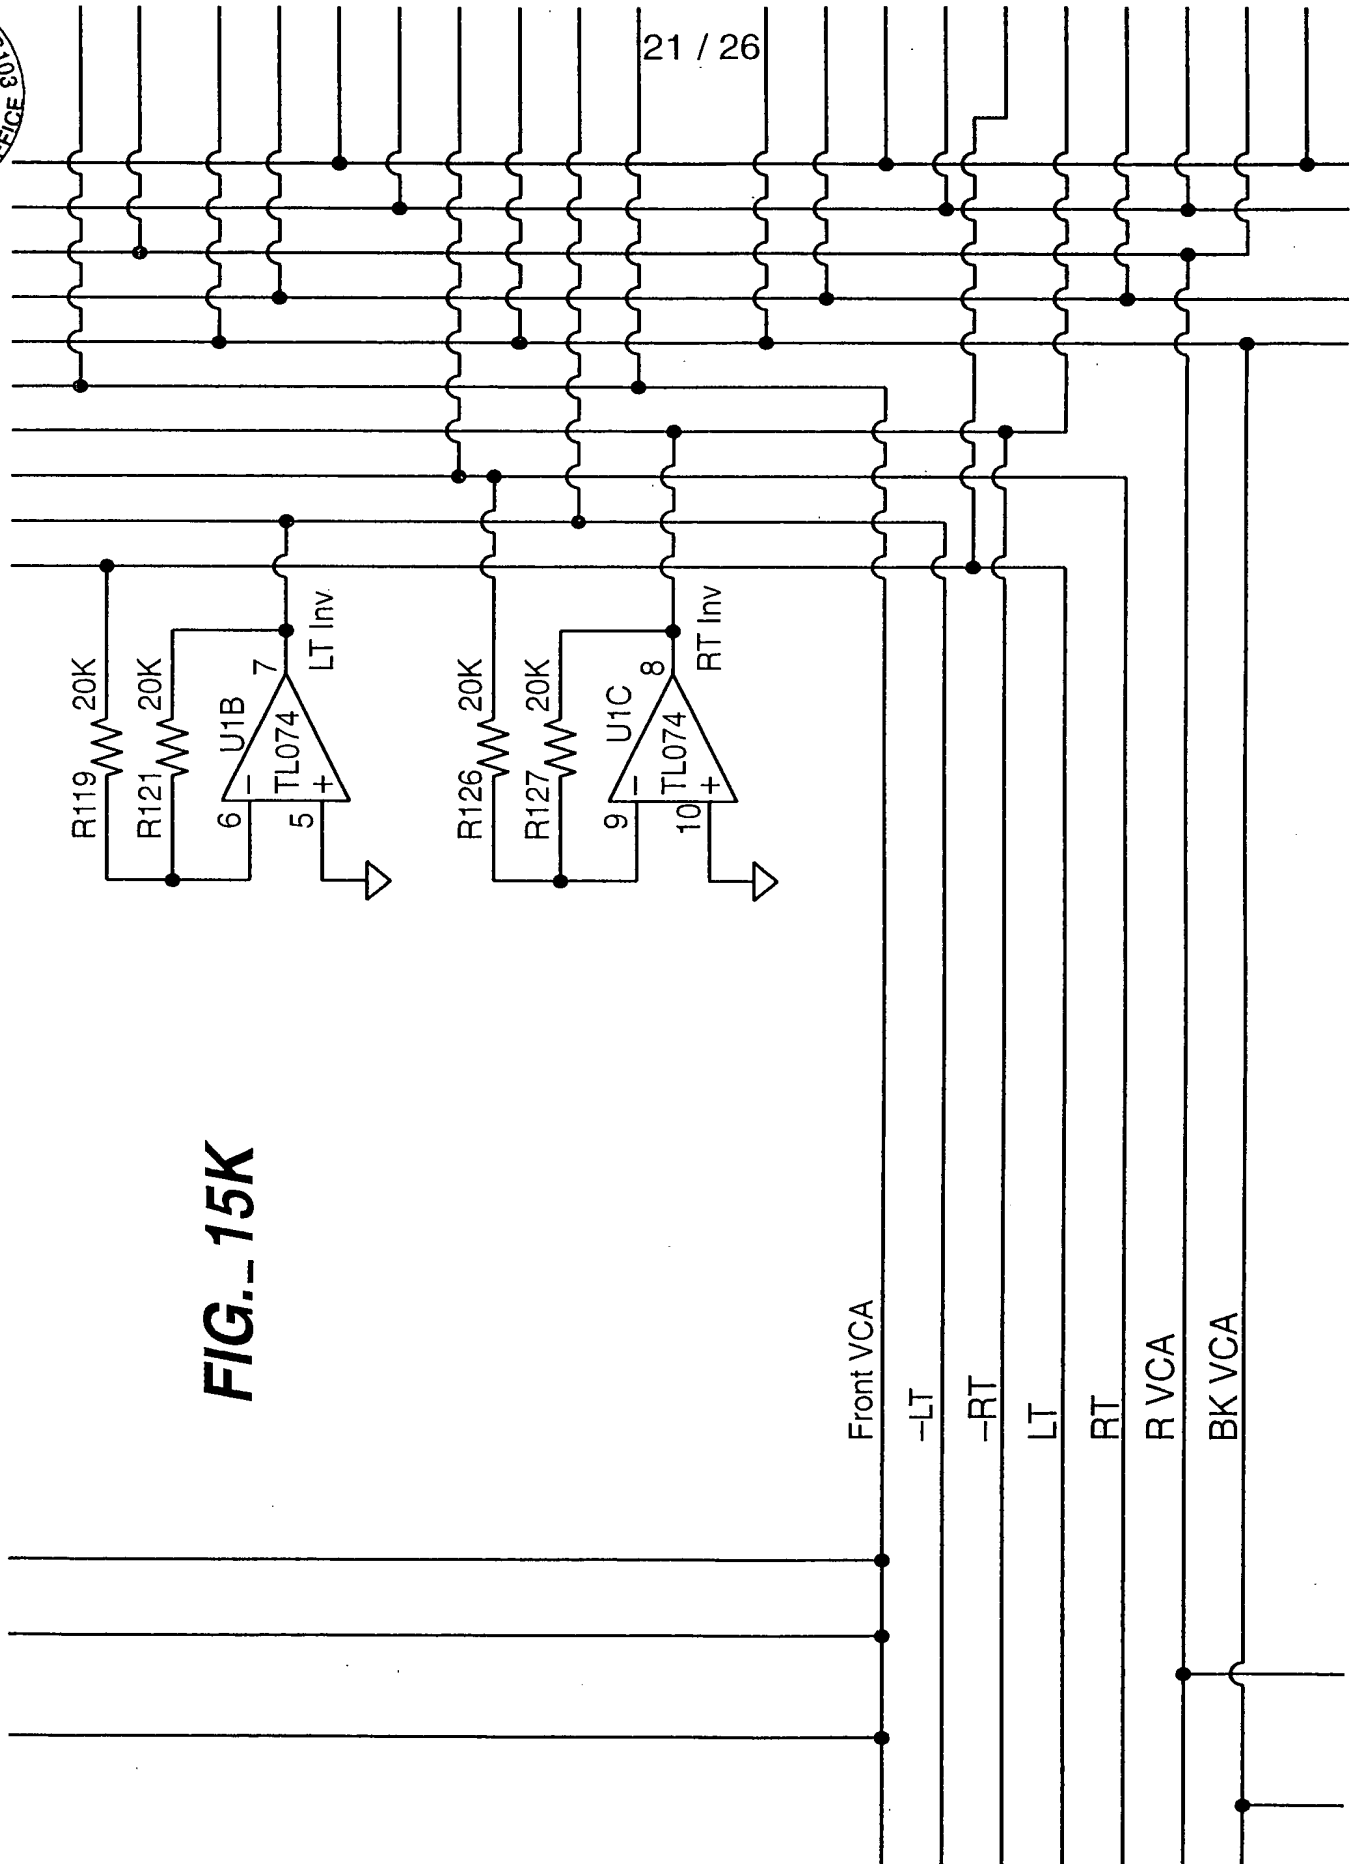 21 / 26
R119 20K
R121 20K
U1B
TL074
6
5
7
−
+
LT Inv
R126 20K
R127 20K
U1C
TL074
9
10
8
−
+
RT Inv
FIG._15K
Front VCA
−LT
−RT
LT
RT
R VCA
BK VCA